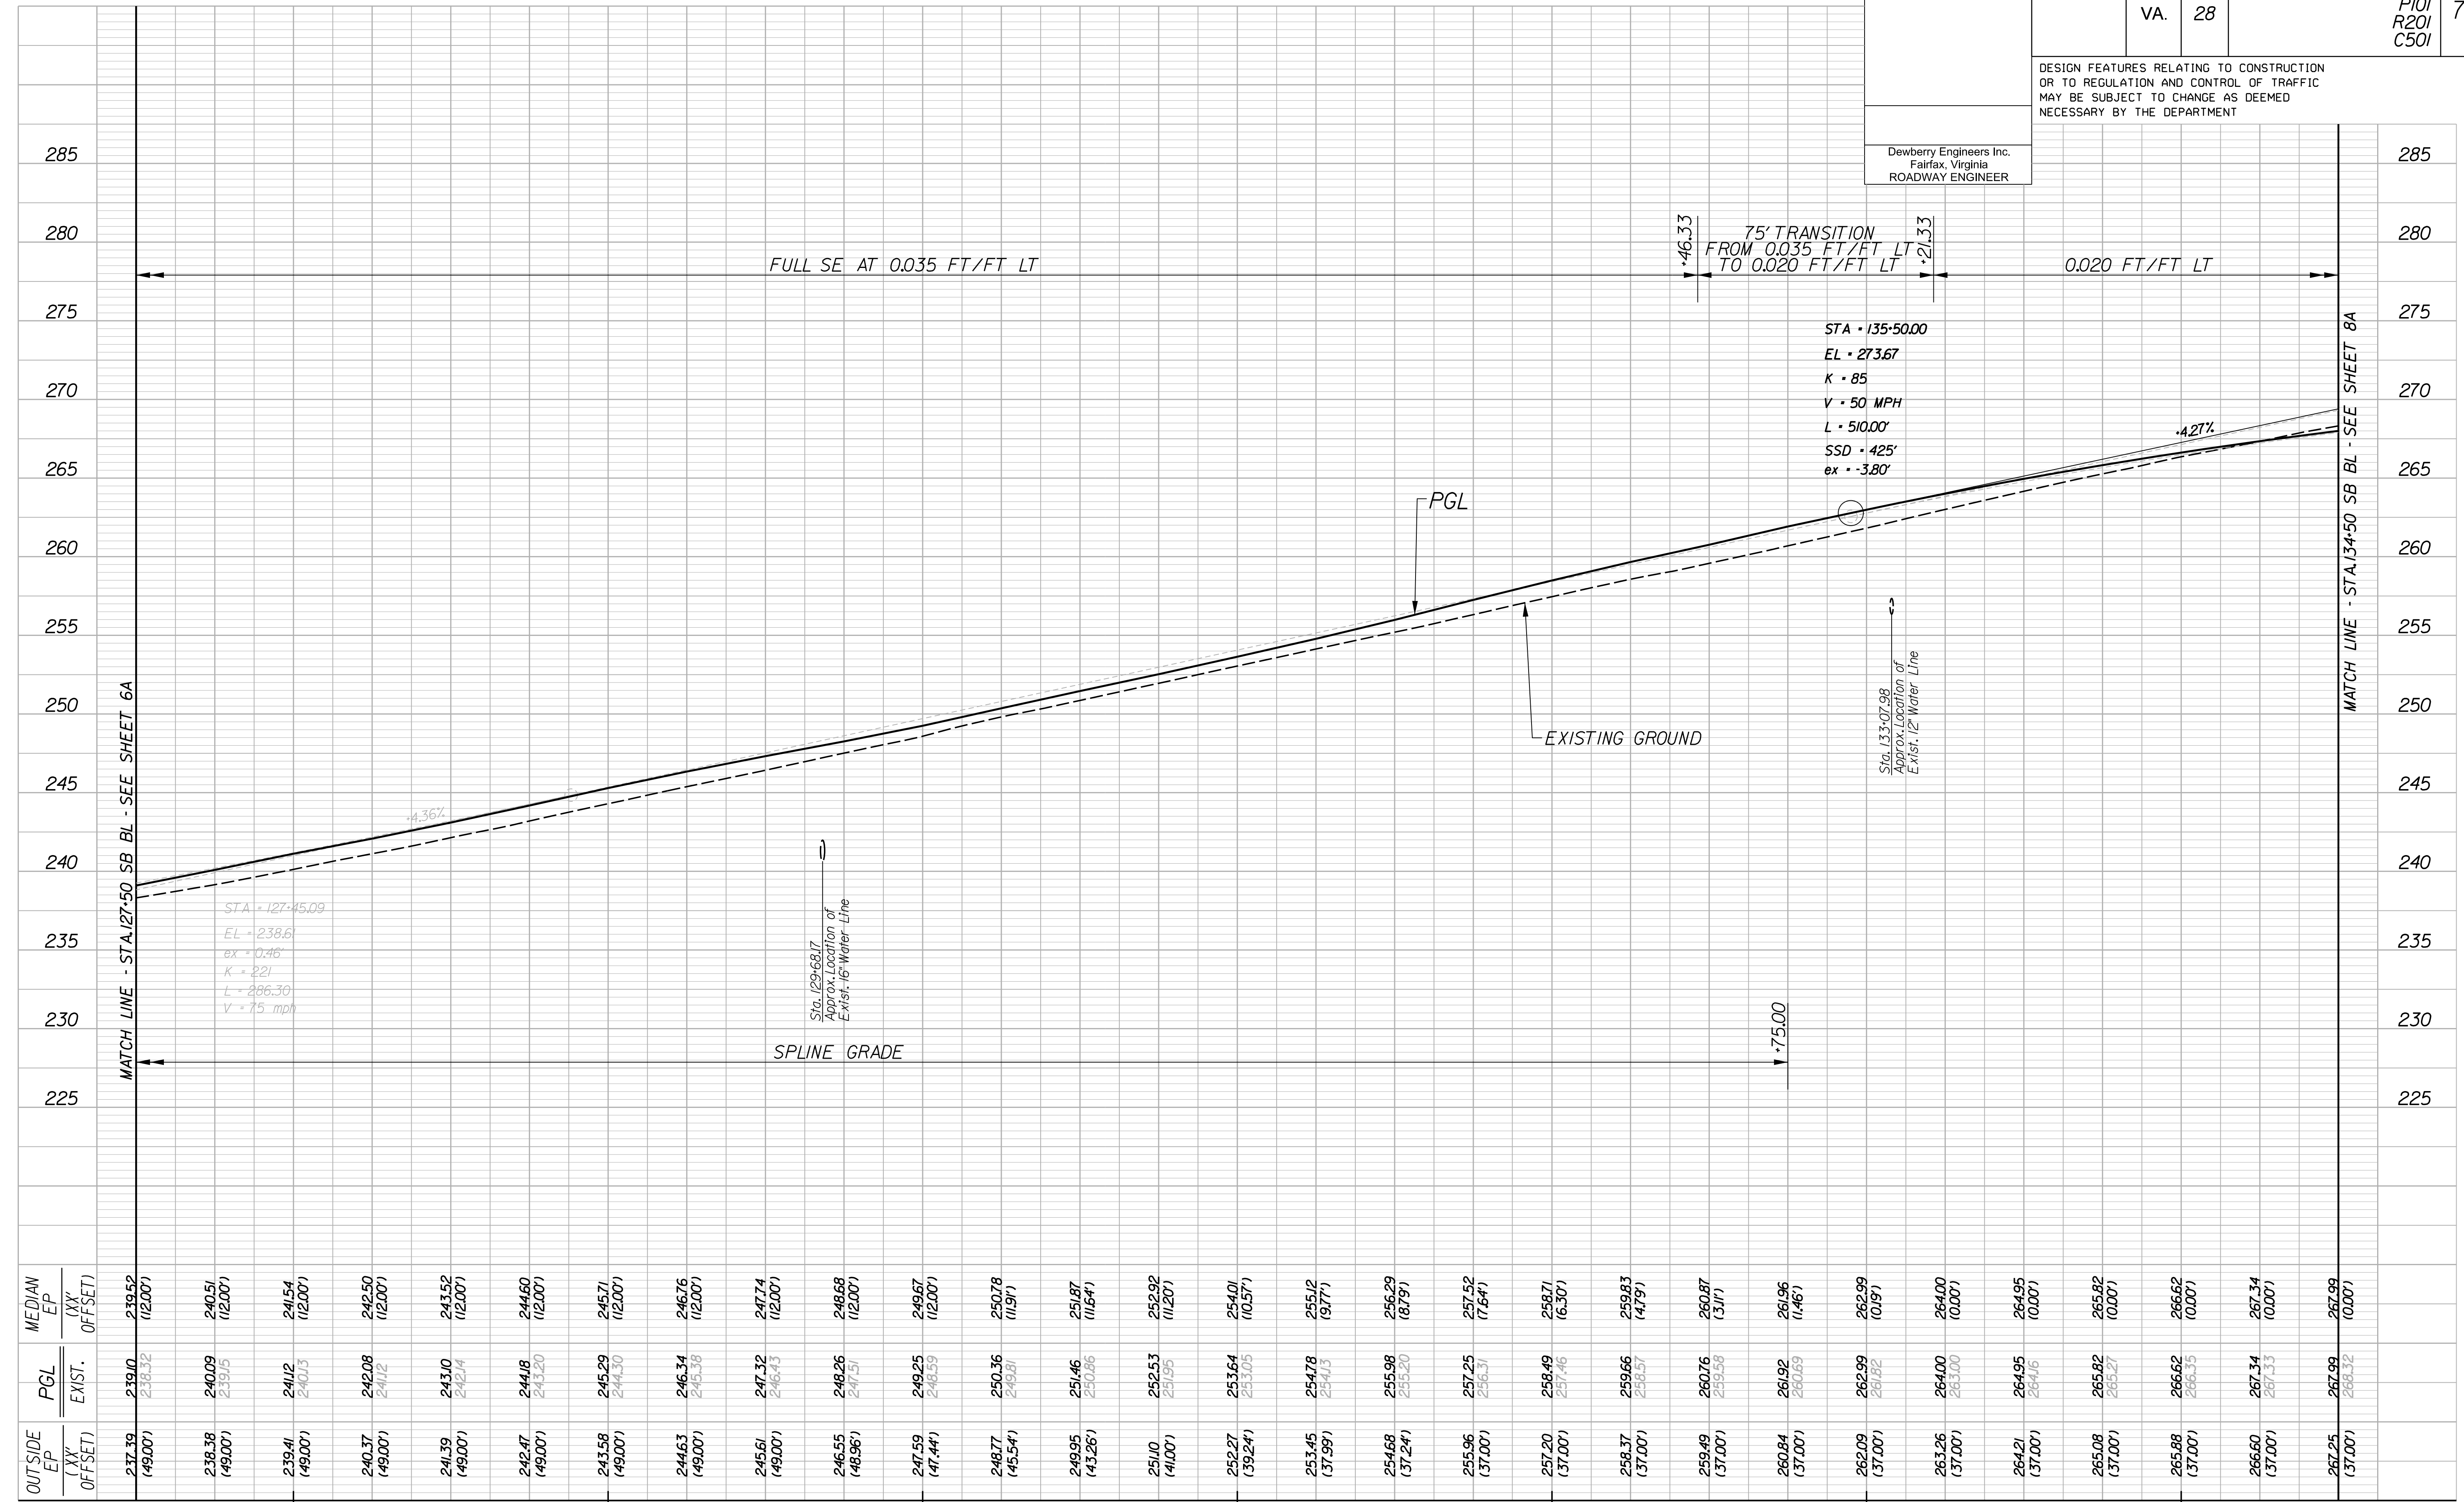 VA.
28
P101
R201
C501
7
DESIGN FEATURES RELATING TO CONSTRUCTION
OR TO REGULATION AND CONTROL OF TRAFFIC
MAY BE SUBJECT TO CHANGE AS DEEMED
NECESSARY BY THE DEPARTMENT
Dewberry Engineers Inc.
Fairfax, Virginia
ROADWAY ENGINEER
285 285
280 280
275 275
270 270
265 265
260 260
255 255
250 250
245 245
240 240
235 235
230 230
225 225
FULL SE AT 0.035 FT/FT LT
+46.33
75' TRANSITION
FROM 0.035 FT/FT LT
TO 0.020 FT/FT LT
+21.33
0.020 FT/FT LT
STA = 135+50.00
EL = 273.67
K = 85
V = 50 MPH
L = 510.00'
SSD = 425'
ex = -3.80'
+4.27%
PGL
EXISTING GROUND
+4.36%
STA = 127+45.09
EL = 238.61
ex = 0.46'
K = 221
L = 286.30
V = 75 mph
Sta. 129+68.17
Approx. Location of
Exist. 16" Water Line
Sta. 133+07.98
Approx. Location of
Exist. 12" Water Line
SPLINE GRADE
+75.00
MATCH LINE - STA.127+50 SB BL - SEE SHEET 6A
MATCH LINE - STA.134+50 SB BL - SEE SHEET 8A
MEDIAN
EP
(XX'
OFFSET)
239.52 240.51 241.54 242.50 243.52 244.60 245.71 246.76 247.74 248.68 249.67 250.78 251.87 252.92 254.01 255.12 256.29 257.52 258.71 259.83 260.87 261.96 262.99 264.00 264.95 265.82 266.62 267.34 267.99
(12.00') (12.00') (12.00') (12.00') (12.00') (12.00') (12.00') (12.00') (12.00') (12.00') (12.00') (11.91') (11.64') (11.20') (10.57') (9.77') (8.79') (7.64') (6.30') (4.79') (3.11') (1.46') (0.19') (0.00') (0.00') (0.00') (0.00') (0.00') (0.00')
PGL
EXIST.
239.10 240.09 241.12 242.08 243.10 244.18 245.29 246.34 247.32 248.26 249.25 250.36 251.46 252.53 253.64 254.78 255.98 257.25 258.49 259.66 260.76 261.92 262.99 264.00 264.95 265.82 266.62 267.34 267.99
238.32 239.15 240.13 241.12 242.14 243.20 244.30 245.38 246.43 247.51 248.59 249.81 250.86 251.95 253.05 254.13 255.20 256.31 257.46 258.57 259.58 260.69 261.82 263.00 264.16 265.27 266.35 267.33 268.32
OUTSIDE
EP
(XX'
OFFSET)
237.39 238.38 239.41 240.37 241.39 242.47 243.58 244.63 245.61 246.55 247.59 248.77 249.95 251.10 252.27 253.45 254.68 255.96 257.20 258.37 259.49 260.84 262.09 263.26 264.21 265.08 265.88 266.60 267.25
(49.00') (49.00') (49.00') (49.00') (49.00') (49.00') (49.00') (49.00') (49.00') (48.96') (47.44') (45.54') (43.26') (41.00') (39.24') (37.99') (37.24') (37.00') (37.00') (37.00') (37.00') (37.00') (37.00') (37.00') (37.00') (37.00') (37.00') (37.00') (37.00')